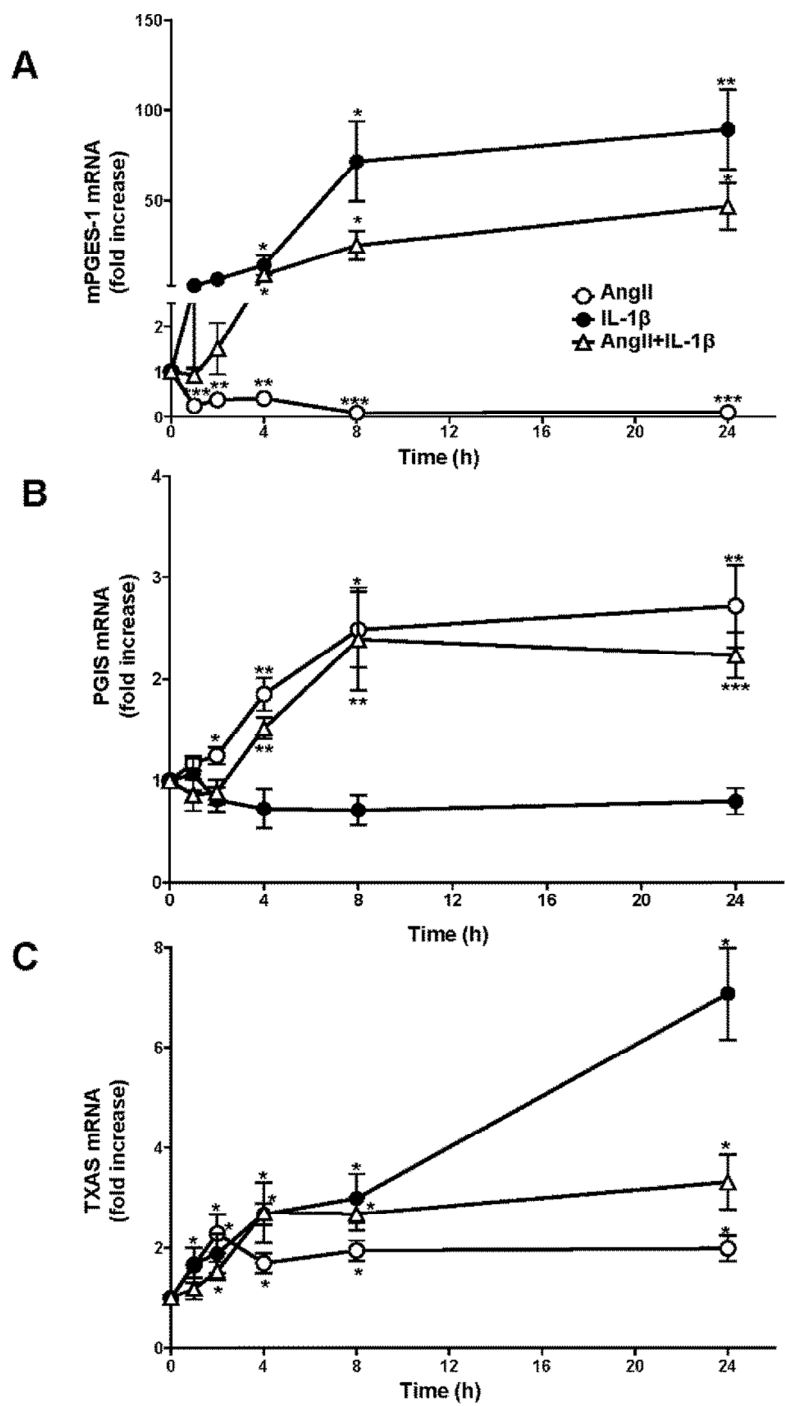 A
mPGES-1 mRNA
(fold increase)
150
100
50
2
1
0
*
**
*
*
*
*
***
**
**
***
***
AngII
IL-1β
AngII+IL-1β
0 4 8 12 16 20 24
Time (h)
B
PGIS mRNA
(fold increase)
4
3
2
1
0
*
**
**
*
**
**
***
0 4 8 12 16 20 24
Time (h)
C
TXAS mRNA
(fold increase)
8
6
4
2
0
*
*
*
*
*
*
*
*
*
*
*
*
*
0 4 8 12 16 20 24
Time (h)